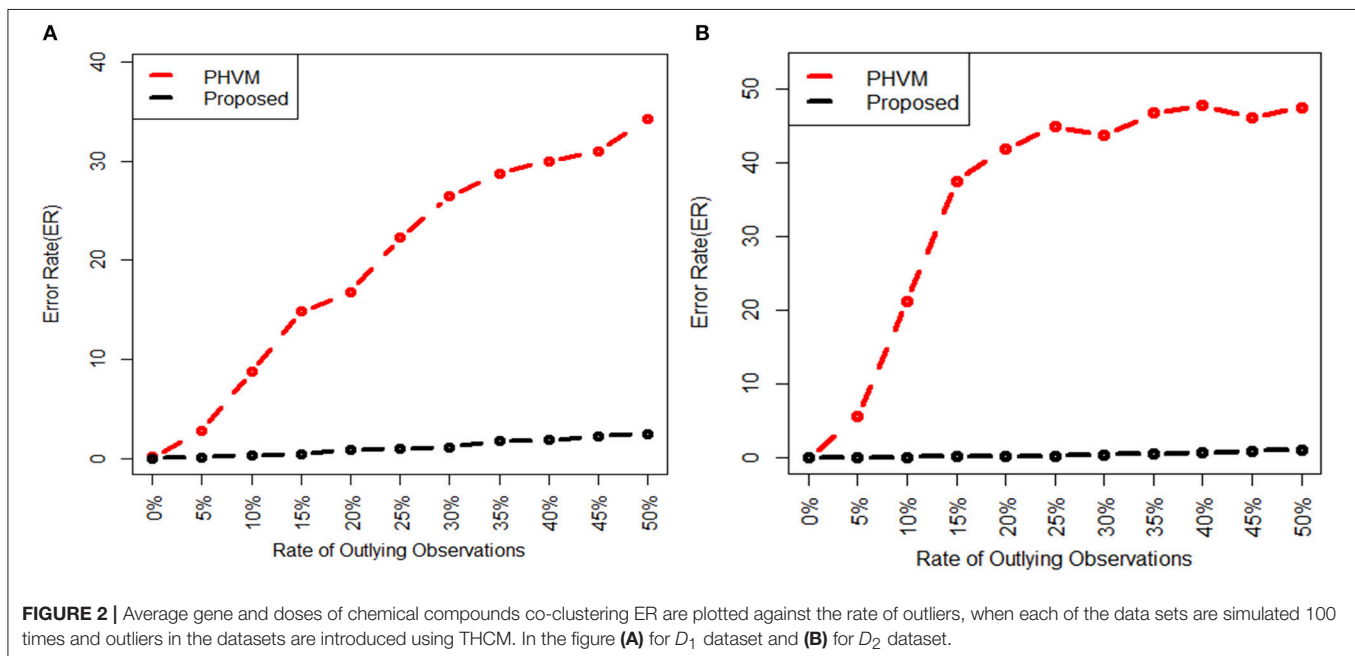 A
PHVM
Proposed
Error Rate(ER)
40
30
20
10
0
0% 5% 10% 15% 20% 25% 30% 35% 40% 45% 50%
Rate of Outlying Observations
B
PHVM
Proposed
Error Rate(ER)
50
40
30
20
10
0
0% 5% 10% 15% 20% 25% 30% 35% 40% 45% 50%
Rate of Outlying Observations
FIGURE 2 | Average gene and doses of chemical compounds co-clustering ER are plotted against the rate of outliers, when each of the data sets are simulated 100
times and outliers in the datasets are introduced using THCM. In the figure (A) for D₁ dataset and (B) for D₂ dataset.